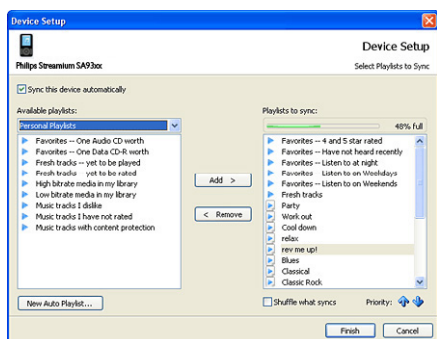 Device Setup
Device Setup
Philips Streamium SA93xx
Select Playlists to Sync
Sync this device automatically
Available playlists:
Personal Playlists
Favorites -- One Audio CD worth
Favorites -- One Data CD-R worth
Fresh tracks -- yet to be played
Fresh tracks -- yet to be rated
High bitrate media in my library
Low bitrate media in my library
Music tracks I dislike
Music tracks I have not rated
Music tracks with content protection
New Auto Playlist...
Add >
< Remove
Playlists to sync:
48% full
Favorites -- 4 and 5 star rated
Favorites -- Have not heard recently
Favorites -- Listen to at night
Favorites -- Listen to on Weekdays
Favorites -- Listen to on Weekends
Fresh tracks
Party
Work out
Cool down
relax
rev me up!
Blues
Classical
Classic Rock
Shuffle what syncs
Priority:
Finish
Cancel